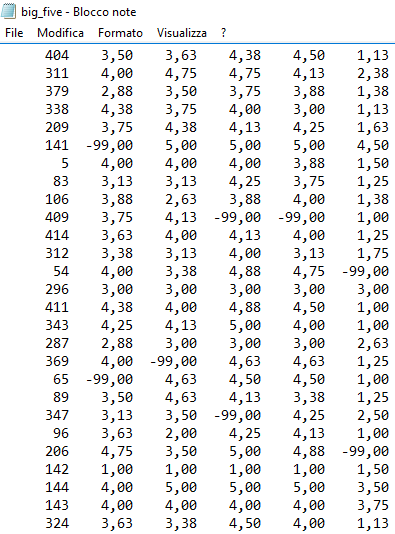 big_five - Blocco note
File Modifica Formato Visualizza ?
404 3,50 3,63 4,38 4,50 1,13
311 4,00 4,75 4,75 4,13 2,38
379 2,88 3,50 3,75 3,88 1,38
338 4,38 3,75 4,00 3,00 1,13
209 3,75 4,38 4,13 4,25 1,63
141 -99,00 5,00 5,00 5,00 4,50
5 4,00 4,00 4,00 3,88 1,50
83 3,13 3,13 4,25 3,75 1,25
106 3,88 2,63 3,88 4,00 1,38
409 3,75 4,13 -99,00 -99,00 1,00
414 3,63 4,00 4,13 4,00 1,25
312 3,38 3,13 4,00 3,13 1,75
54 4,00 3,38 4,88 4,75 -99,00
296 3,00 3,00 3,00 3,00 3,00
411 4,38 4,00 4,88 4,50 1,00
343 4,25 4,13 5,00 4,00 1,00
287 2,88 3,00 3,00 3,00 2,63
369 4,00 -99,00 4,63 4,63 1,25
65 -99,00 4,63 4,50 4,50 1,00
89 3,50 4,63 4,13 3,38 1,25
347 3,13 3,50 -99,00 4,25 2,50
96 3,63 2,00 4,25 4,13 1,00
206 4,75 3,50 5,00 4,88 -99,00
142 1,00 1,00 1,00 1,00 1,50
144 4,00 5,00 5,00 5,00 3,50
143 4,00 4,00 4,00 4,00 3,75
324 3,63 3,38 4,50 4,00 1,13